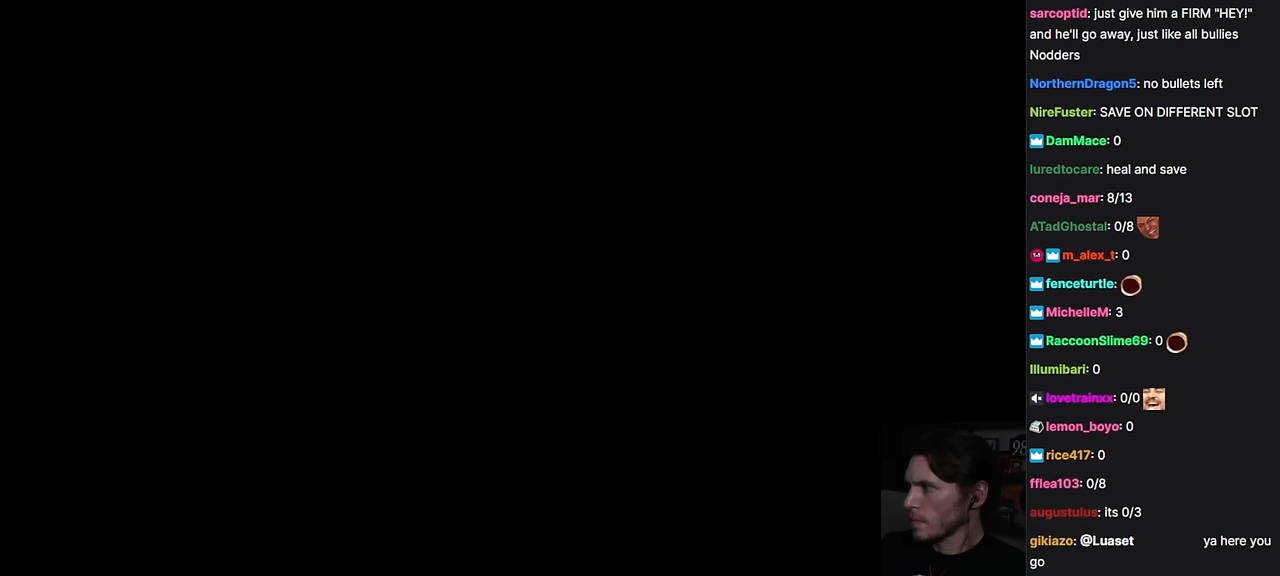 sarcoptid: just give him a FIRM "HEY!"
and he'll go away, just like all bullies
Nodders
NorthernDragon5: no bullets left
NireFuster: SAVE ON DIFFERENT SLOT
DamMace: 0
luredtocare: heal and save
coneja_mar: 8/13
ATadGhostal: 0/8
m_alex_t: 0
fenceturtle:
MichelleM: 3
RaccoonSlime69: 0
Illumibari: 0
lovetrainxx: 0/0
lemon_boyo: 0
rice417: 0
fflea103: 0/8
augustulus: its 0/3
gikiazo: @Luaset ya here you
go
98